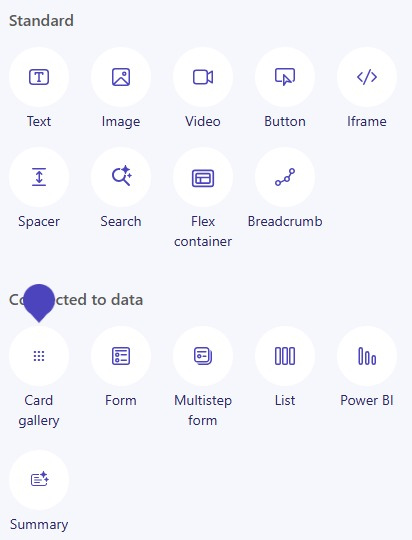 Standard
Text Image Video Button Iframe
Spacer Search Flex container Breadcrumb
cted to data
Card gallery Form Multistep form List Power BI
Summary